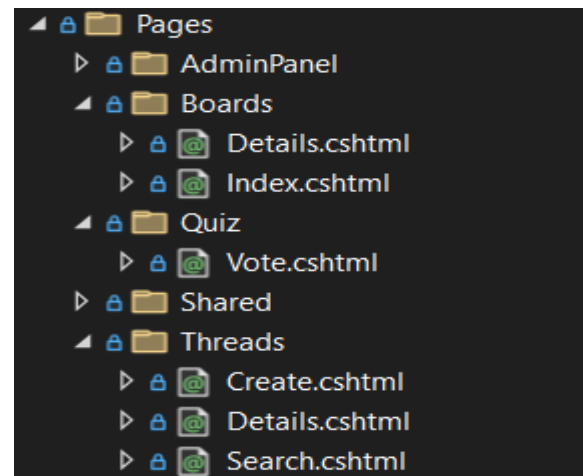 Pages
AdminPanel
Boards
Details.cshtml
Index.cshtml
Quiz
Vote.cshtml
Shared
Threads
Create.cshtml
Details.cshtml
Search.cshtml